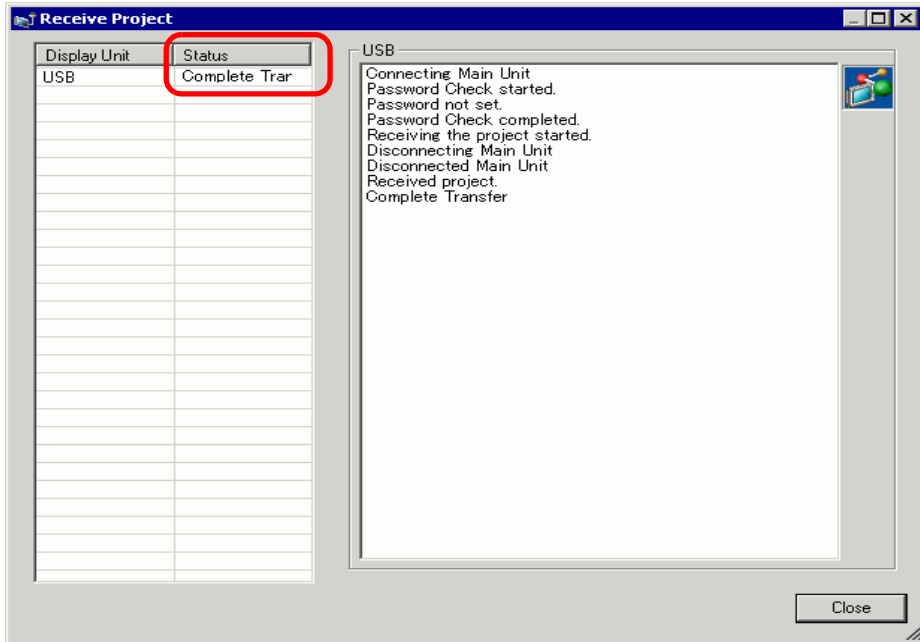 Receive Project
Display Unit Status
USB Complete Trar
USB
Connecting Main Unit
Password Check started.
Password not set.
Password Check completed.
Receiving the project started.
Disconnecting Main Unit
Disconnected Main Unit
Received project.
Complete Transfer
Close